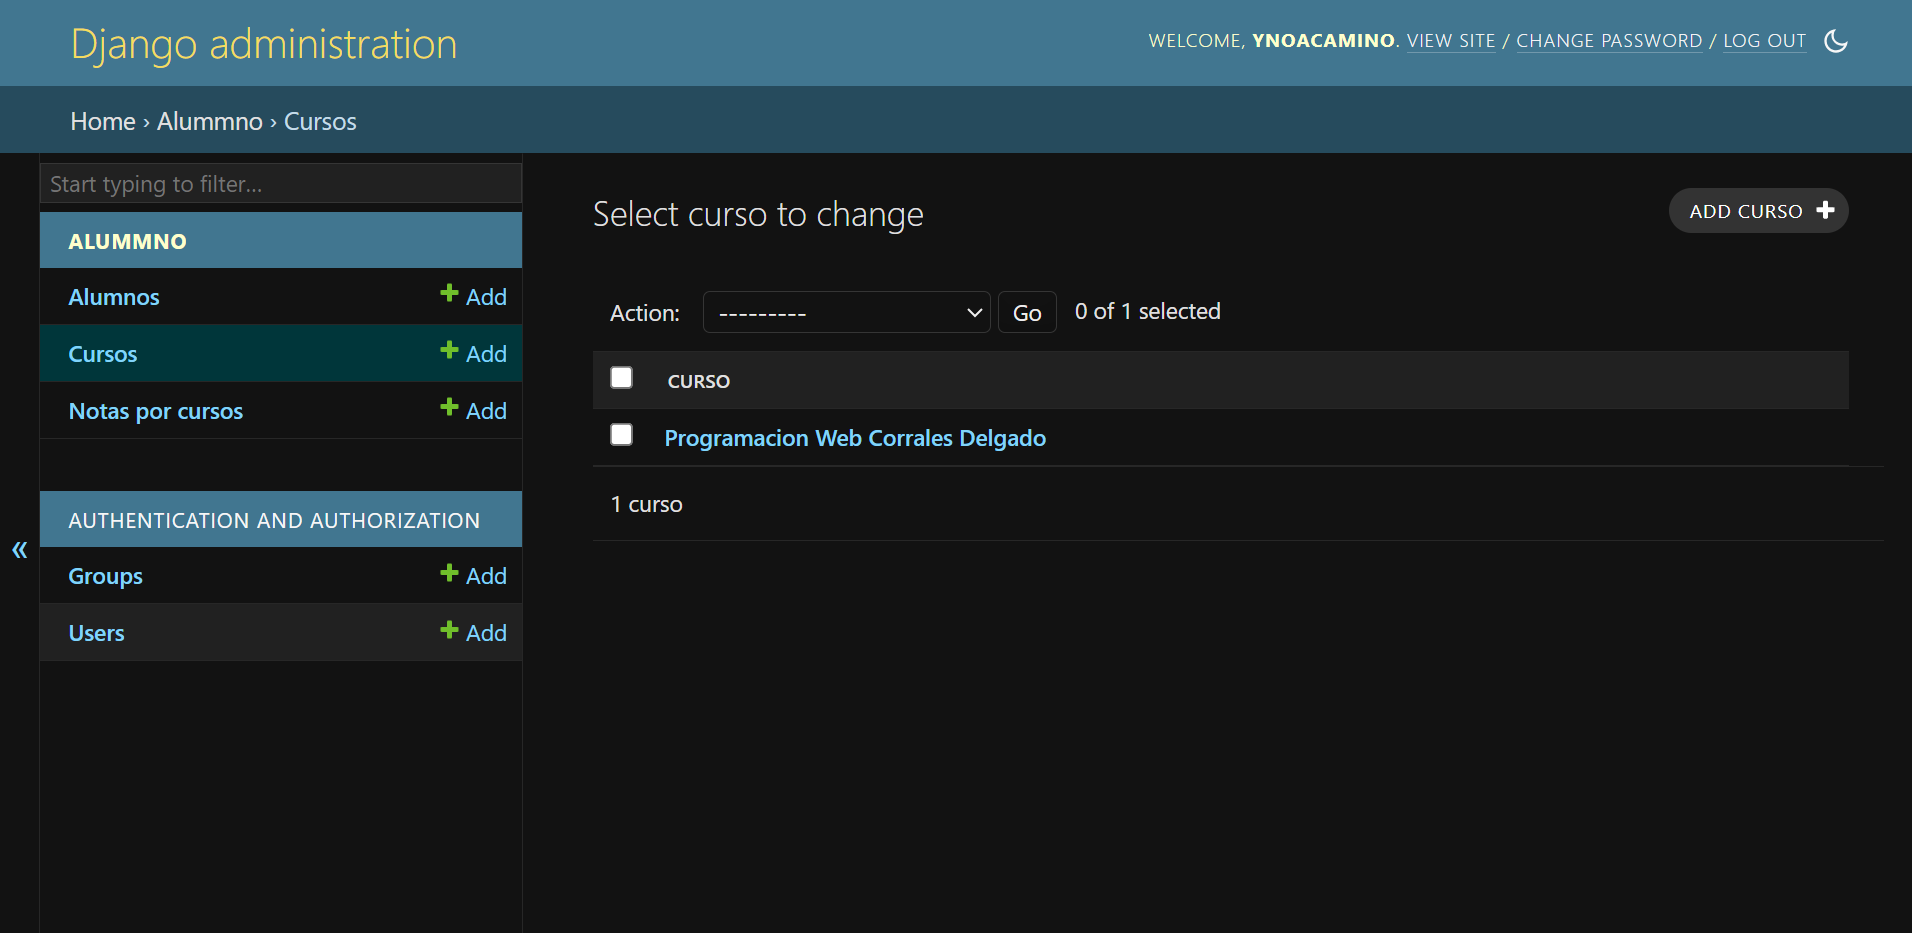 Django administration
WELCOME, YNOACAMINO. VIEW SITE / CHANGE PASSWORD / LOG OUT
Home › Alummno › Cursos
Start typing to filter...
ALUMMNO
Alumnos + Add
Cursos + Add
Notas por cursos + Add
AUTHENTICATION AND AUTHORIZATION
Groups + Add
Users + Add
«
Select curso to change
ADD CURSO +
Action: --------- Go 0 of 1 selected
CURSO
Programacion Web Corrales Delgado
1 curso